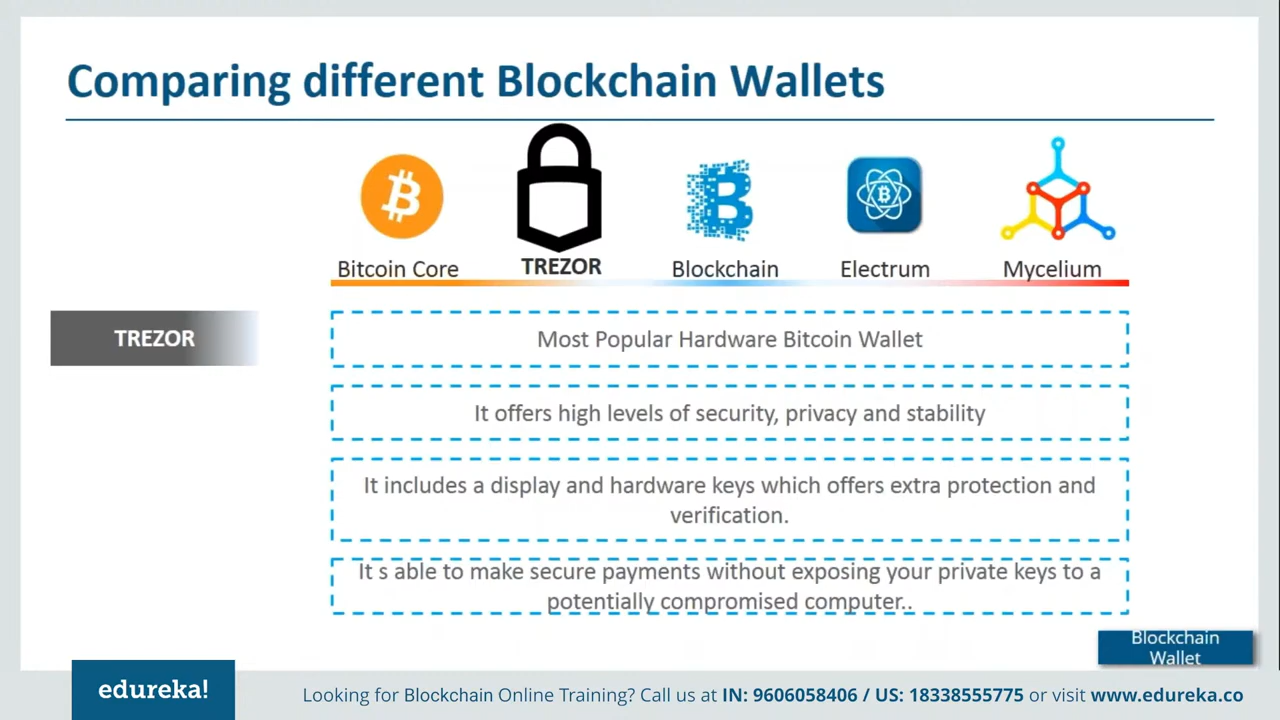 Comparing different Blockchain Wallets
Bitcoin Core
TREZOR
Blockchain
Electrum
Mycelium
TREZOR
Most Popular Hardware Bitcoin Wallet
It offers high levels of security, privacy and stability
It includes a display and hardware keys which offers extra protection and
verification.
It s able to make secure payments without exposing your private keys to a
potentially compromised computer..
Blockchain
Wallet
edureka!
Looking for Blockchain Online Training? Call us at IN: 9606058406 / US: 18338555775 or visit www.edureka.co